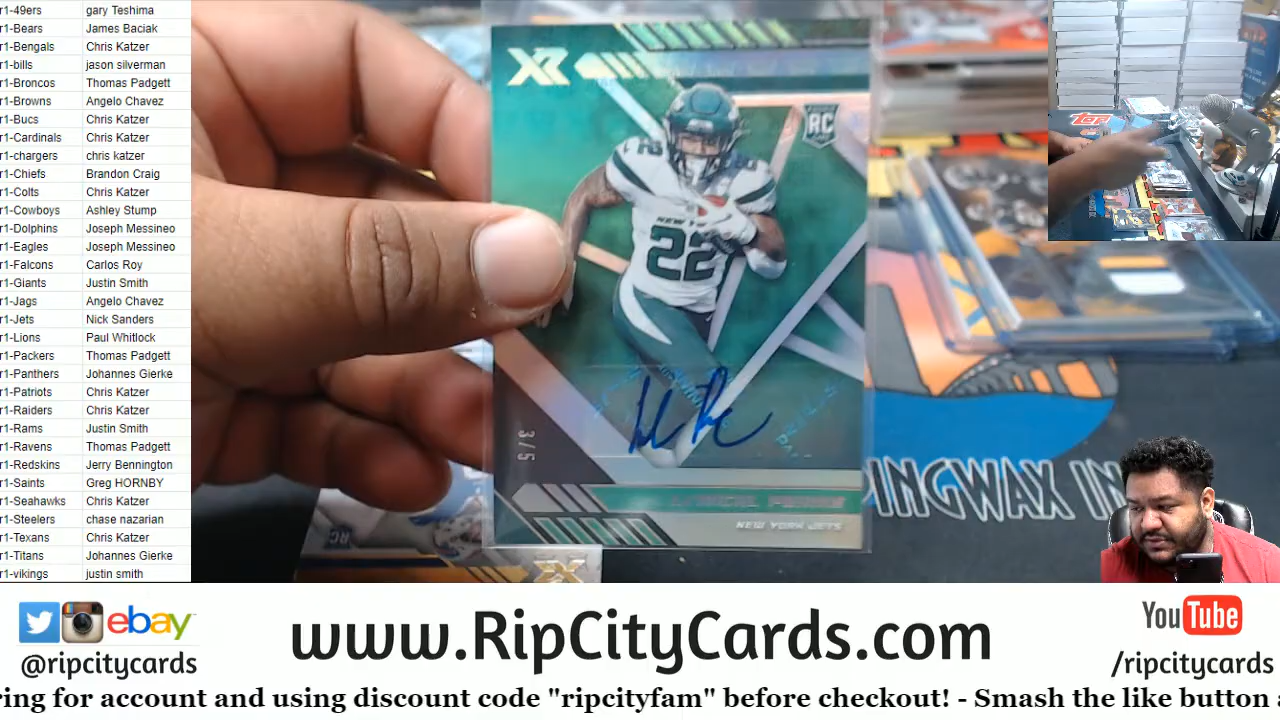 r1-49ers gary Teshima
r1-Bears James Baciak
r1-Bengals Chris Katzer
r1-bills jason silverman
r1-Broncos Thomas Padgett
r1-Browns Angelo Chavez
r1-Bucs Chris Katzer
r1-Cardinals Chris Katzer
r1-chargers chris katzer
r1-Chiefs Brandon Craig
r1-Colts Chris Katzer
r1-Cowboys Ashley Stump
r1-Dolphins Joseph Messineo
r1-Eagles Joseph Messineo
r1-Falcons Carlos Roy
r1-Giants Justin Smith
r1-Jags Angelo Chavez
r1-Jets Nick Sanders
r1-Lions Paul Whitlock
r1-Packers Thomas Padgett
r1-Panthers Johannes Gierke
r1-Patriots Chris Katzer
r1-Raiders Chris Katzer
r1-Rams Justin Smith
r1-Ravens Thomas Padgett
r1-Redskins Jerry Bennington
r1-Saints Greg HORNBY
r1-Seahawks Chris Katzer
r1-Steelers chase nazarian
r1-Texans Chris Katzer
r1-Titans Johannes Gierke
r1-vikings justin smith
XR
RC
22
NEW YORK
22
3/5
NEW YORK JETS
RC
XR
PINGWAX IN
ebay
@ripcitycards
www.RipCityCards.com
YouTube
/ripcitycards
ring for account and using discount code "ripcityfam" before checkout! - Smash the like button a